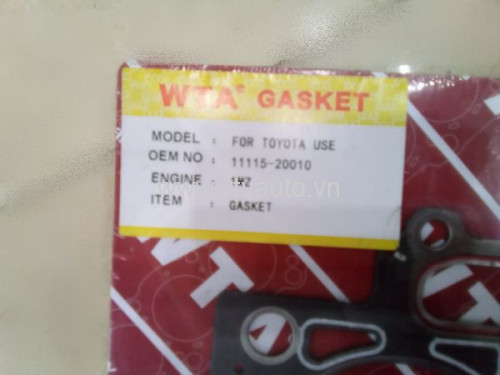 WTA® GASKET
MODEL : FOR TOYOTA USE
OEM NO : 11115-20010
ENGINE : 1MZ
ITEM : GASKET